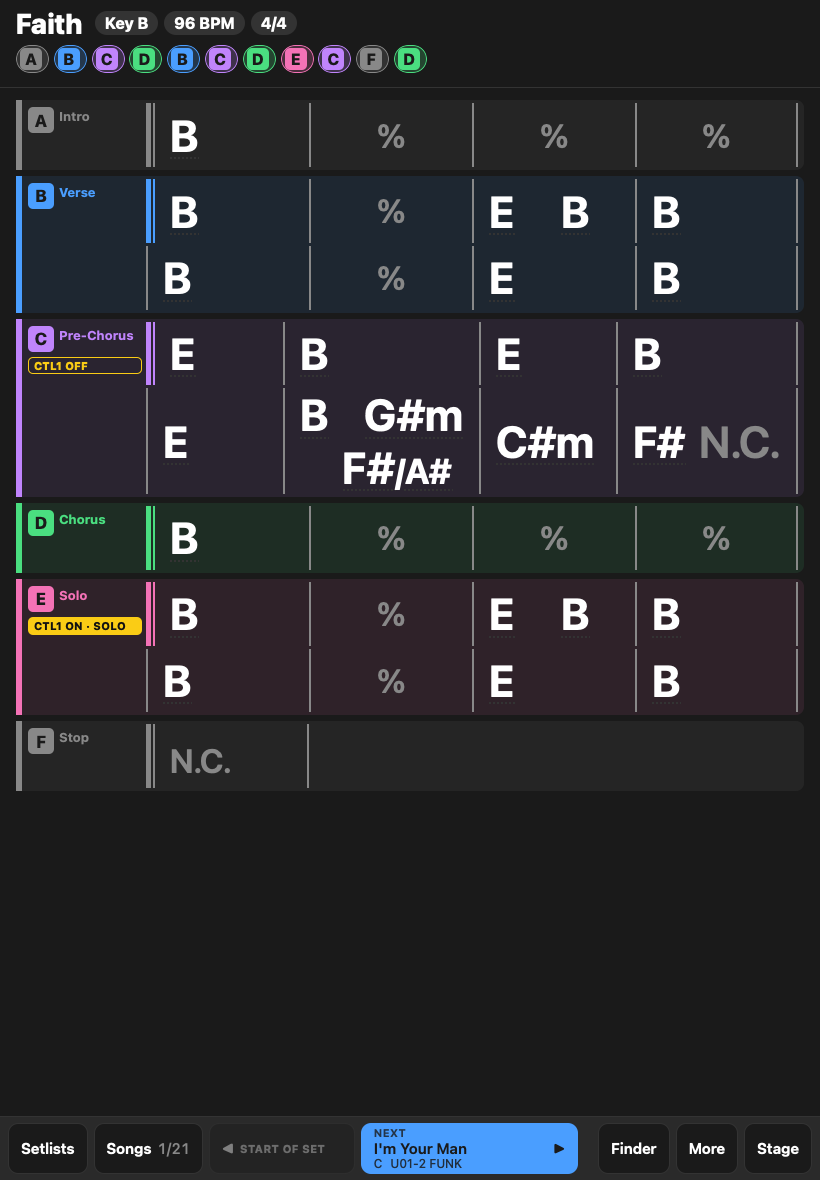 Faith Key B 96 BPM 4/4
A B C D B C D E C F D
A Intro B % % %
B Verse B % E B B
B % E B
C Pre-Chorus E B E B
CTL1 OFF
E B G#m F#/A# C#m F# N.C.
D Chorus B % % %
E Solo B % E B B
CTL1 ON · SOLO
B % E B
F Stop N.C.
Setlists Songs 1/21 ◀ START OF SET NEXT I'm Your Man C U01-2 FUNK ▶ Finder More Stage